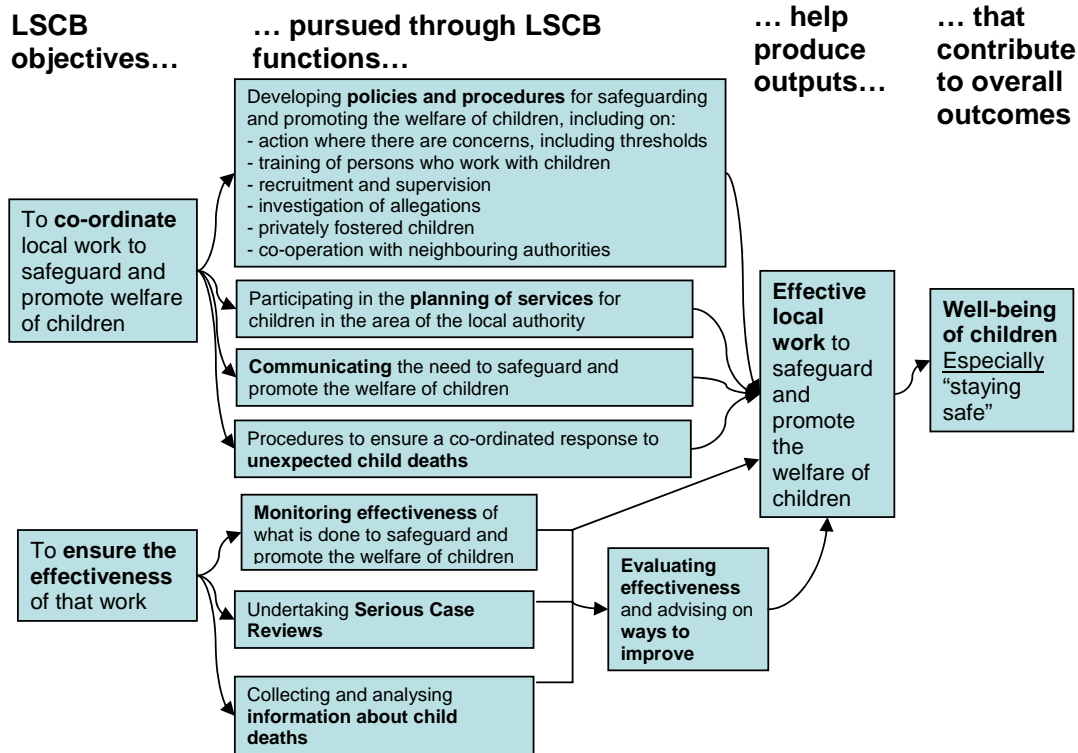 LSCB
objectives…
… pursued through LSCB
functions…
… help
produce
outputs…
… that
contribute
to overall
outcomes
Developing policies and procedures for safeguarding
and promoting the welfare of children, including on:
- action where there are concerns, including thresholds
- training of persons who work with children
- recruitment and supervision
- investigation of allegations
- privately fostered children
- co-operation with neighbouring authorities
To co-ordinate
local work to
safeguard and
promote welfare
of children
Participating in the planning of services for
children in the area of the local authority
Communicating the need to safeguard and
promote the welfare of children
Procedures to ensure a co-ordinated response to
unexpected child deaths
Effective
local
work to
safeguard
and
promote
the
welfare of
children
Well-being
of children
Especially
“staying
safe”
To ensure the
effectiveness
of that work
Monitoring effectiveness of
what is done to safeguard and
promote the welfare of children
Undertaking Serious Case
Reviews
Collecting and analysing
information about child
deaths
Evaluating
effectiveness
and advising on
ways to
improve